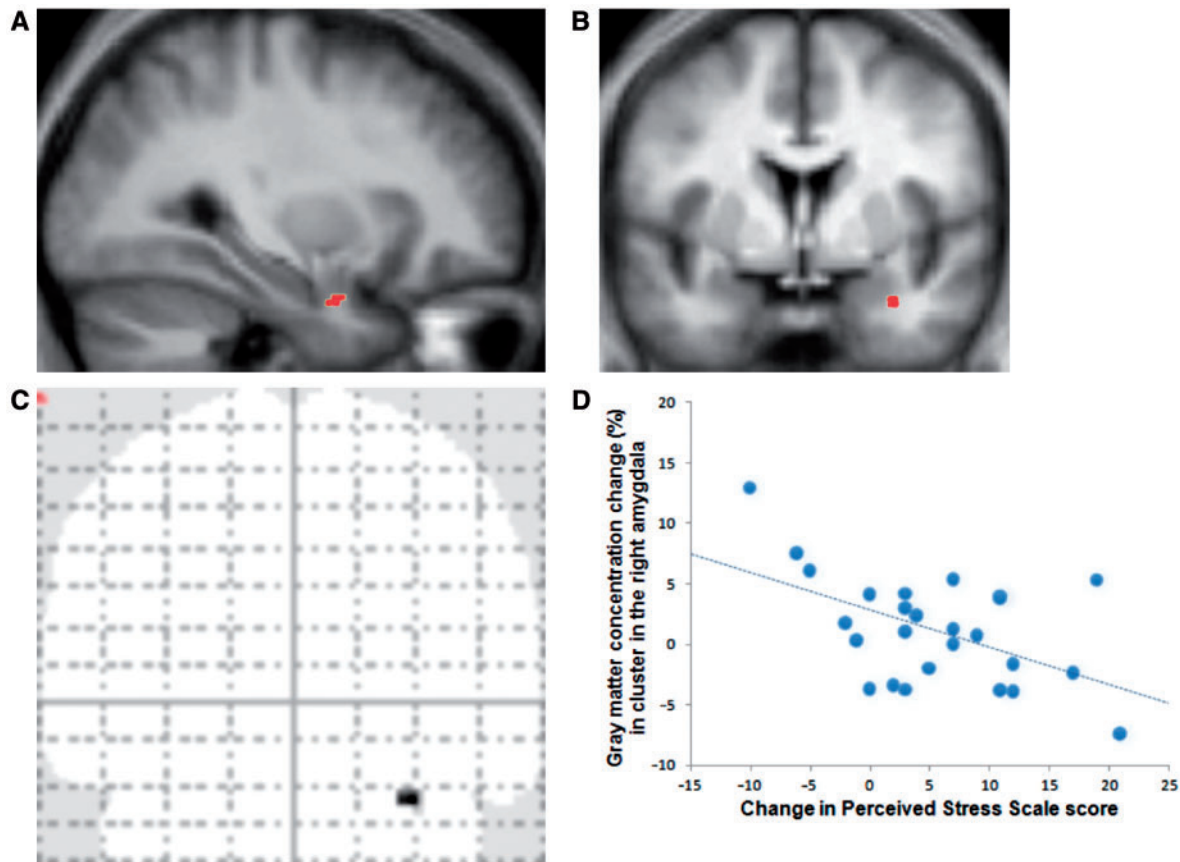 A
B
C
D
Gray matter concentration change (%)
in cluster in the right amygdala
20
15
10
5
0
−5
−10
−15 −10 −5 0 5 10 15 20 25
Change in Perceived Stress Scale score